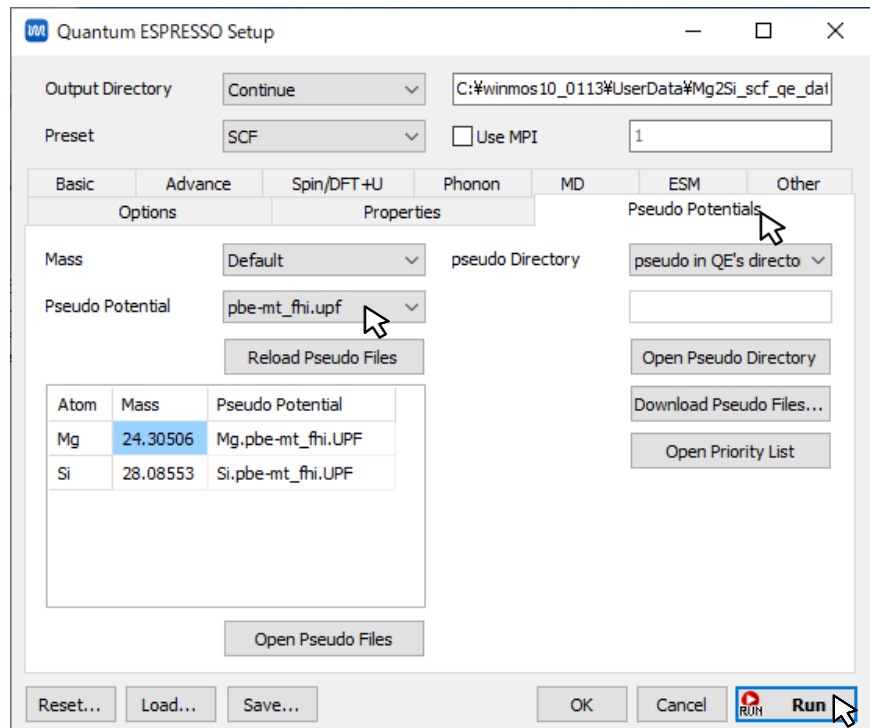 Quantum ESPRESSO Setup
Output Directory Continue C:¥winmos10_0113¥UserData¥Mg2Si_scf_qe_dat
Preset SCF Use MPI 1
Basic Advance Spin/DFT+U Phonon MD ESM Other
Options Properties Pseudo Potentials
Mass Default pseudo Directory pseudo in QE's directo
Pseudo Potential pbe-mt_fhi.upf
Reload Pseudo Files Open Pseudo Directory
Atom Mass Pseudo Potential Download Pseudo Files...
Mg 24.30506 Mg.pbe-mt_fhi.UPF
Open Priority List
Si 28.08553 Si.pbe-mt_fhi.UPF
Open Pseudo Files
Reset... Load... Save... OK Cancel RUN Run